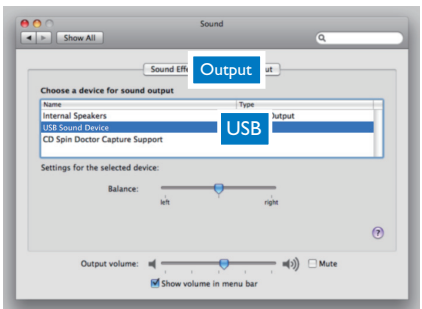 Sound
Show All
Sound Eff
Output
ut
Choose a device for sound output
Name Type
Internal Speakers Output
USB Sound Device USB
CD Spin Doctor Capture Support
Settings for the selected device:
Balance:
left right
?
Output volume: Mute
Show volume in menu bar